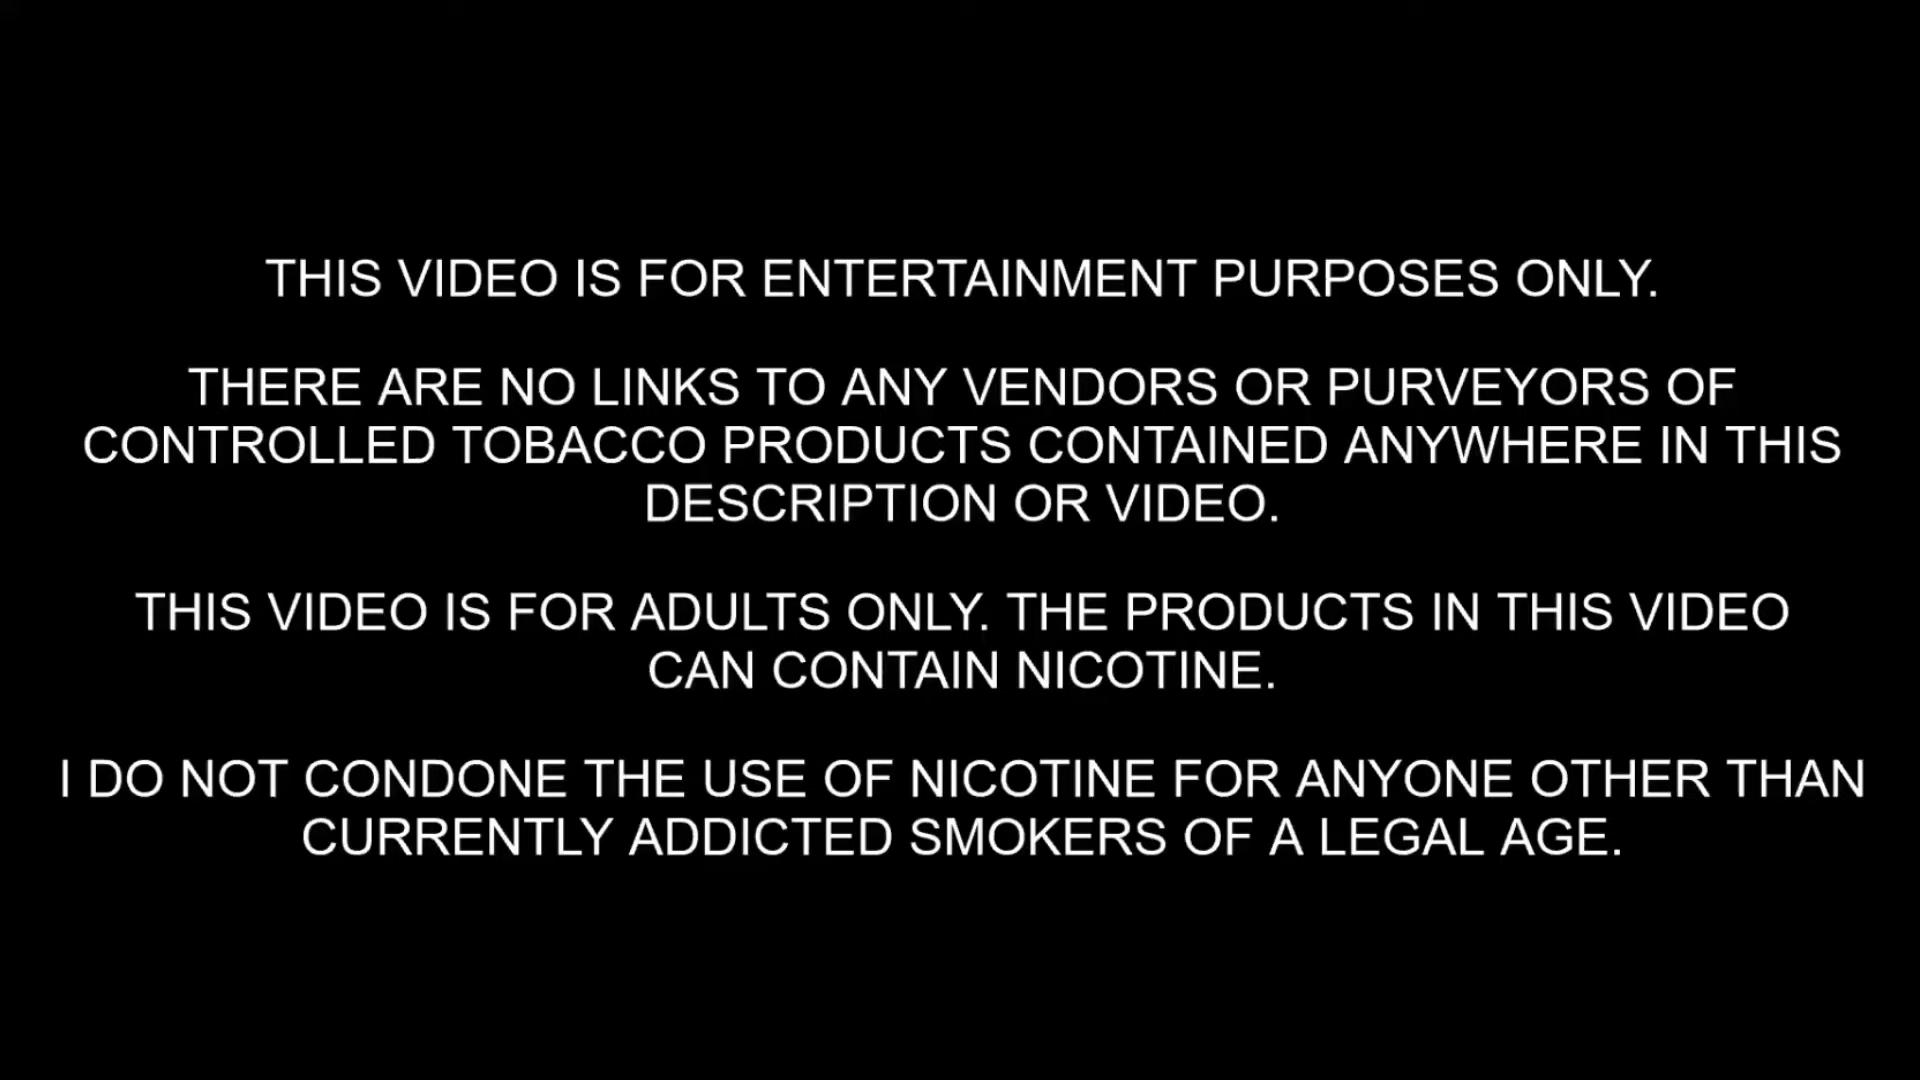 THIS VIDEO IS FOR ENTERTAINMENT PURPOSES ONLY.
THERE ARE NO LINKS TO ANY VENDORS OR PURVEYORS OF
CONTROLLED TOBACCO PRODUCTS CONTAINED ANYWHERE IN THIS
DESCRIPTION OR VIDEO.
THIS VIDEO IS FOR ADULTS ONLY. THE PRODUCTS IN THIS VIDEO
CAN CONTAIN NICOTINE.
I DO NOT CONDONE THE USE OF NICOTINE FOR ANYONE OTHER THAN
CURRENTLY ADDICTED SMOKERS OF A LEGAL AGE.